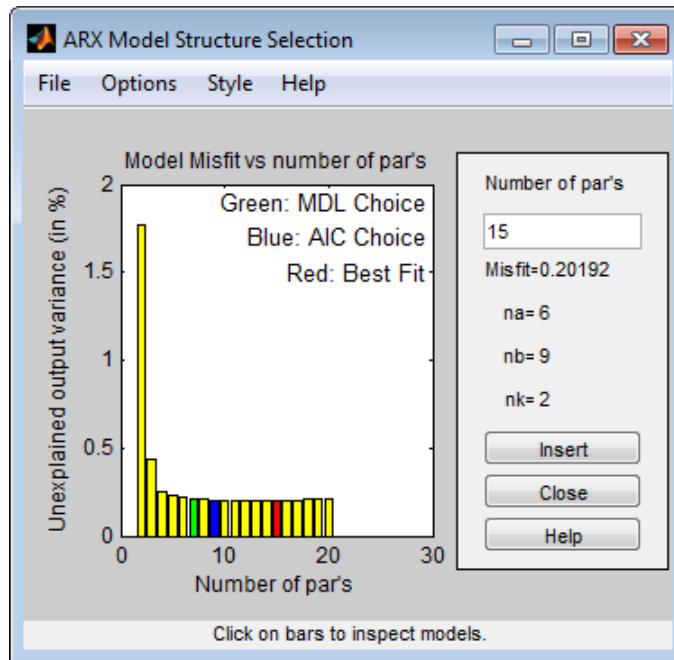 ARX Model Structure Selection
File Options Style Help
Model Misfit vs number of par's
Unexplained output variance (in %)
2
1.5
1
0.5
0
Green: MDL Choice
Blue: AIC Choice
Red: Best Fit
0 10 20 30
Number of par's
Number of par's
15
Misfit=0.20192
na= 6
nb= 9
nk= 2
Insert
Close
Help
Click on bars to inspect models.